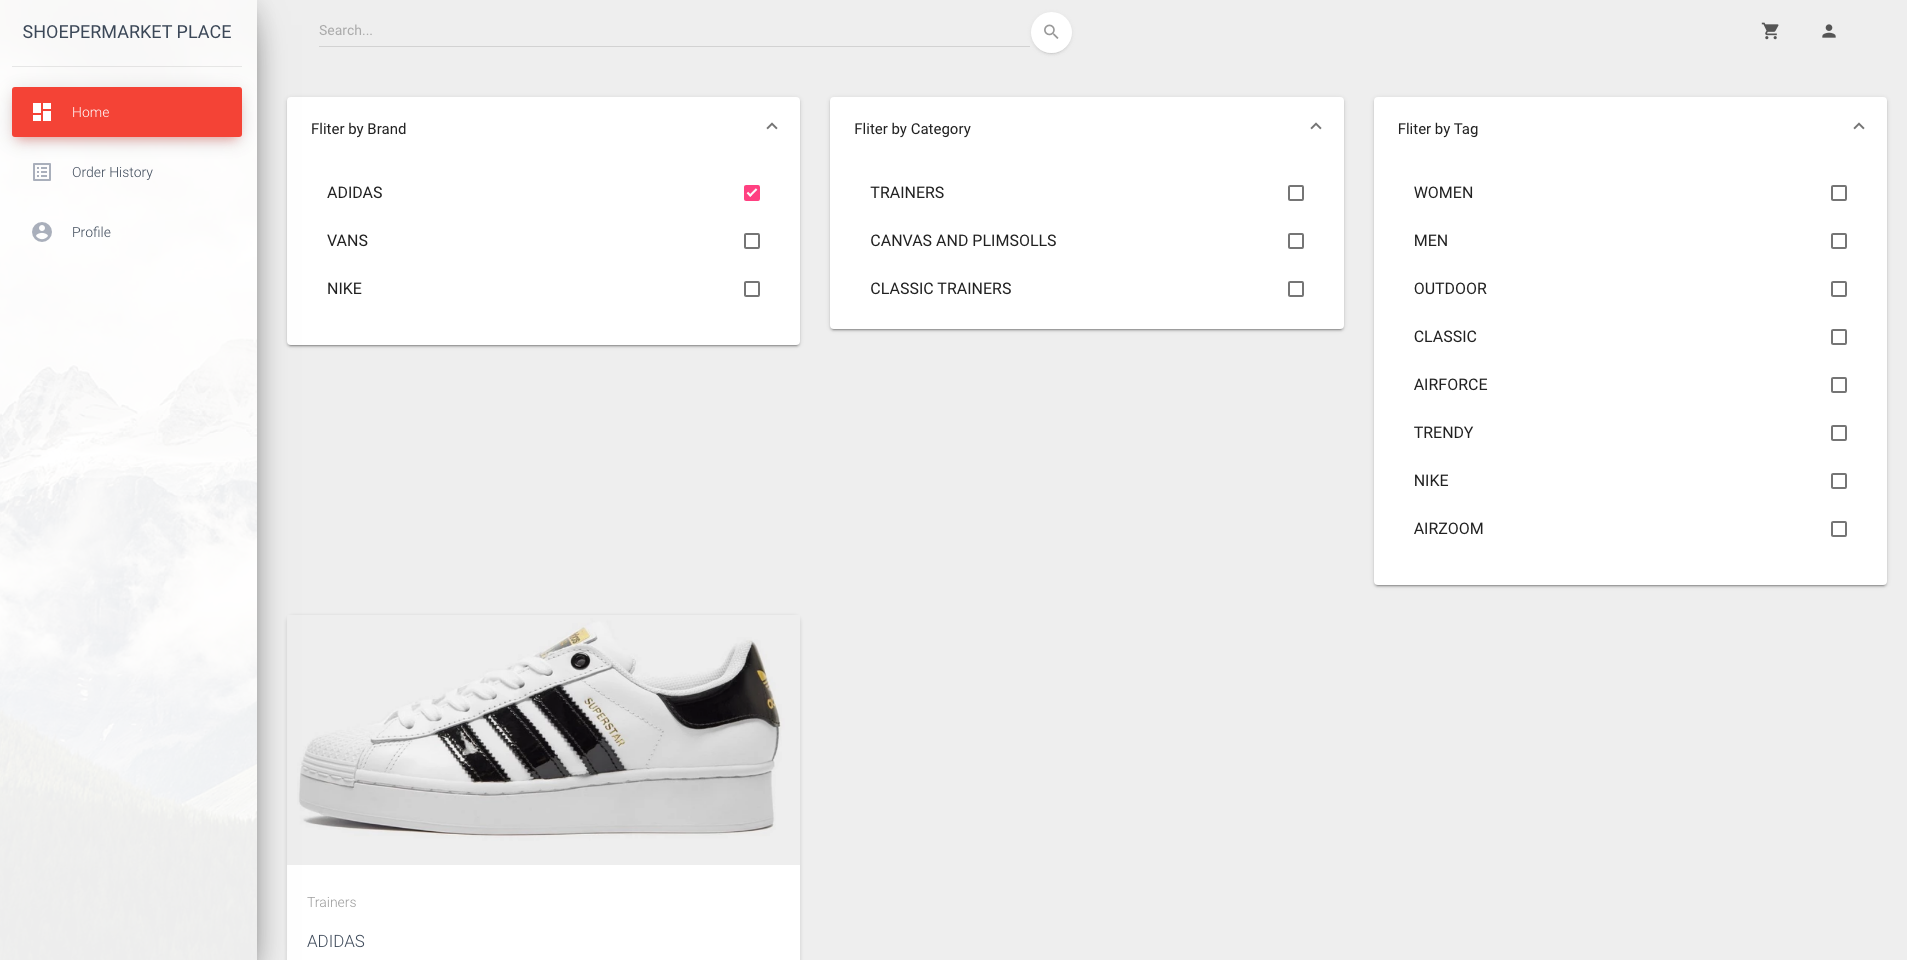 SHOEPERMARKET PLACE
Search...
Home
Order History
Profile
Fliter by Brand
ADIDAS
VANS
NIKE
Fliter by Category
TRAINERS
CANVAS AND PLIMSOLLS
CLASSIC TRAINERS
Fliter by Tag
WOMEN
MEN
OUTDOOR
CLASSIC
AIRFORCE
TRENDY
NIKE
AIRZOOM
SUPERSTAR
Trainers
ADIDAS